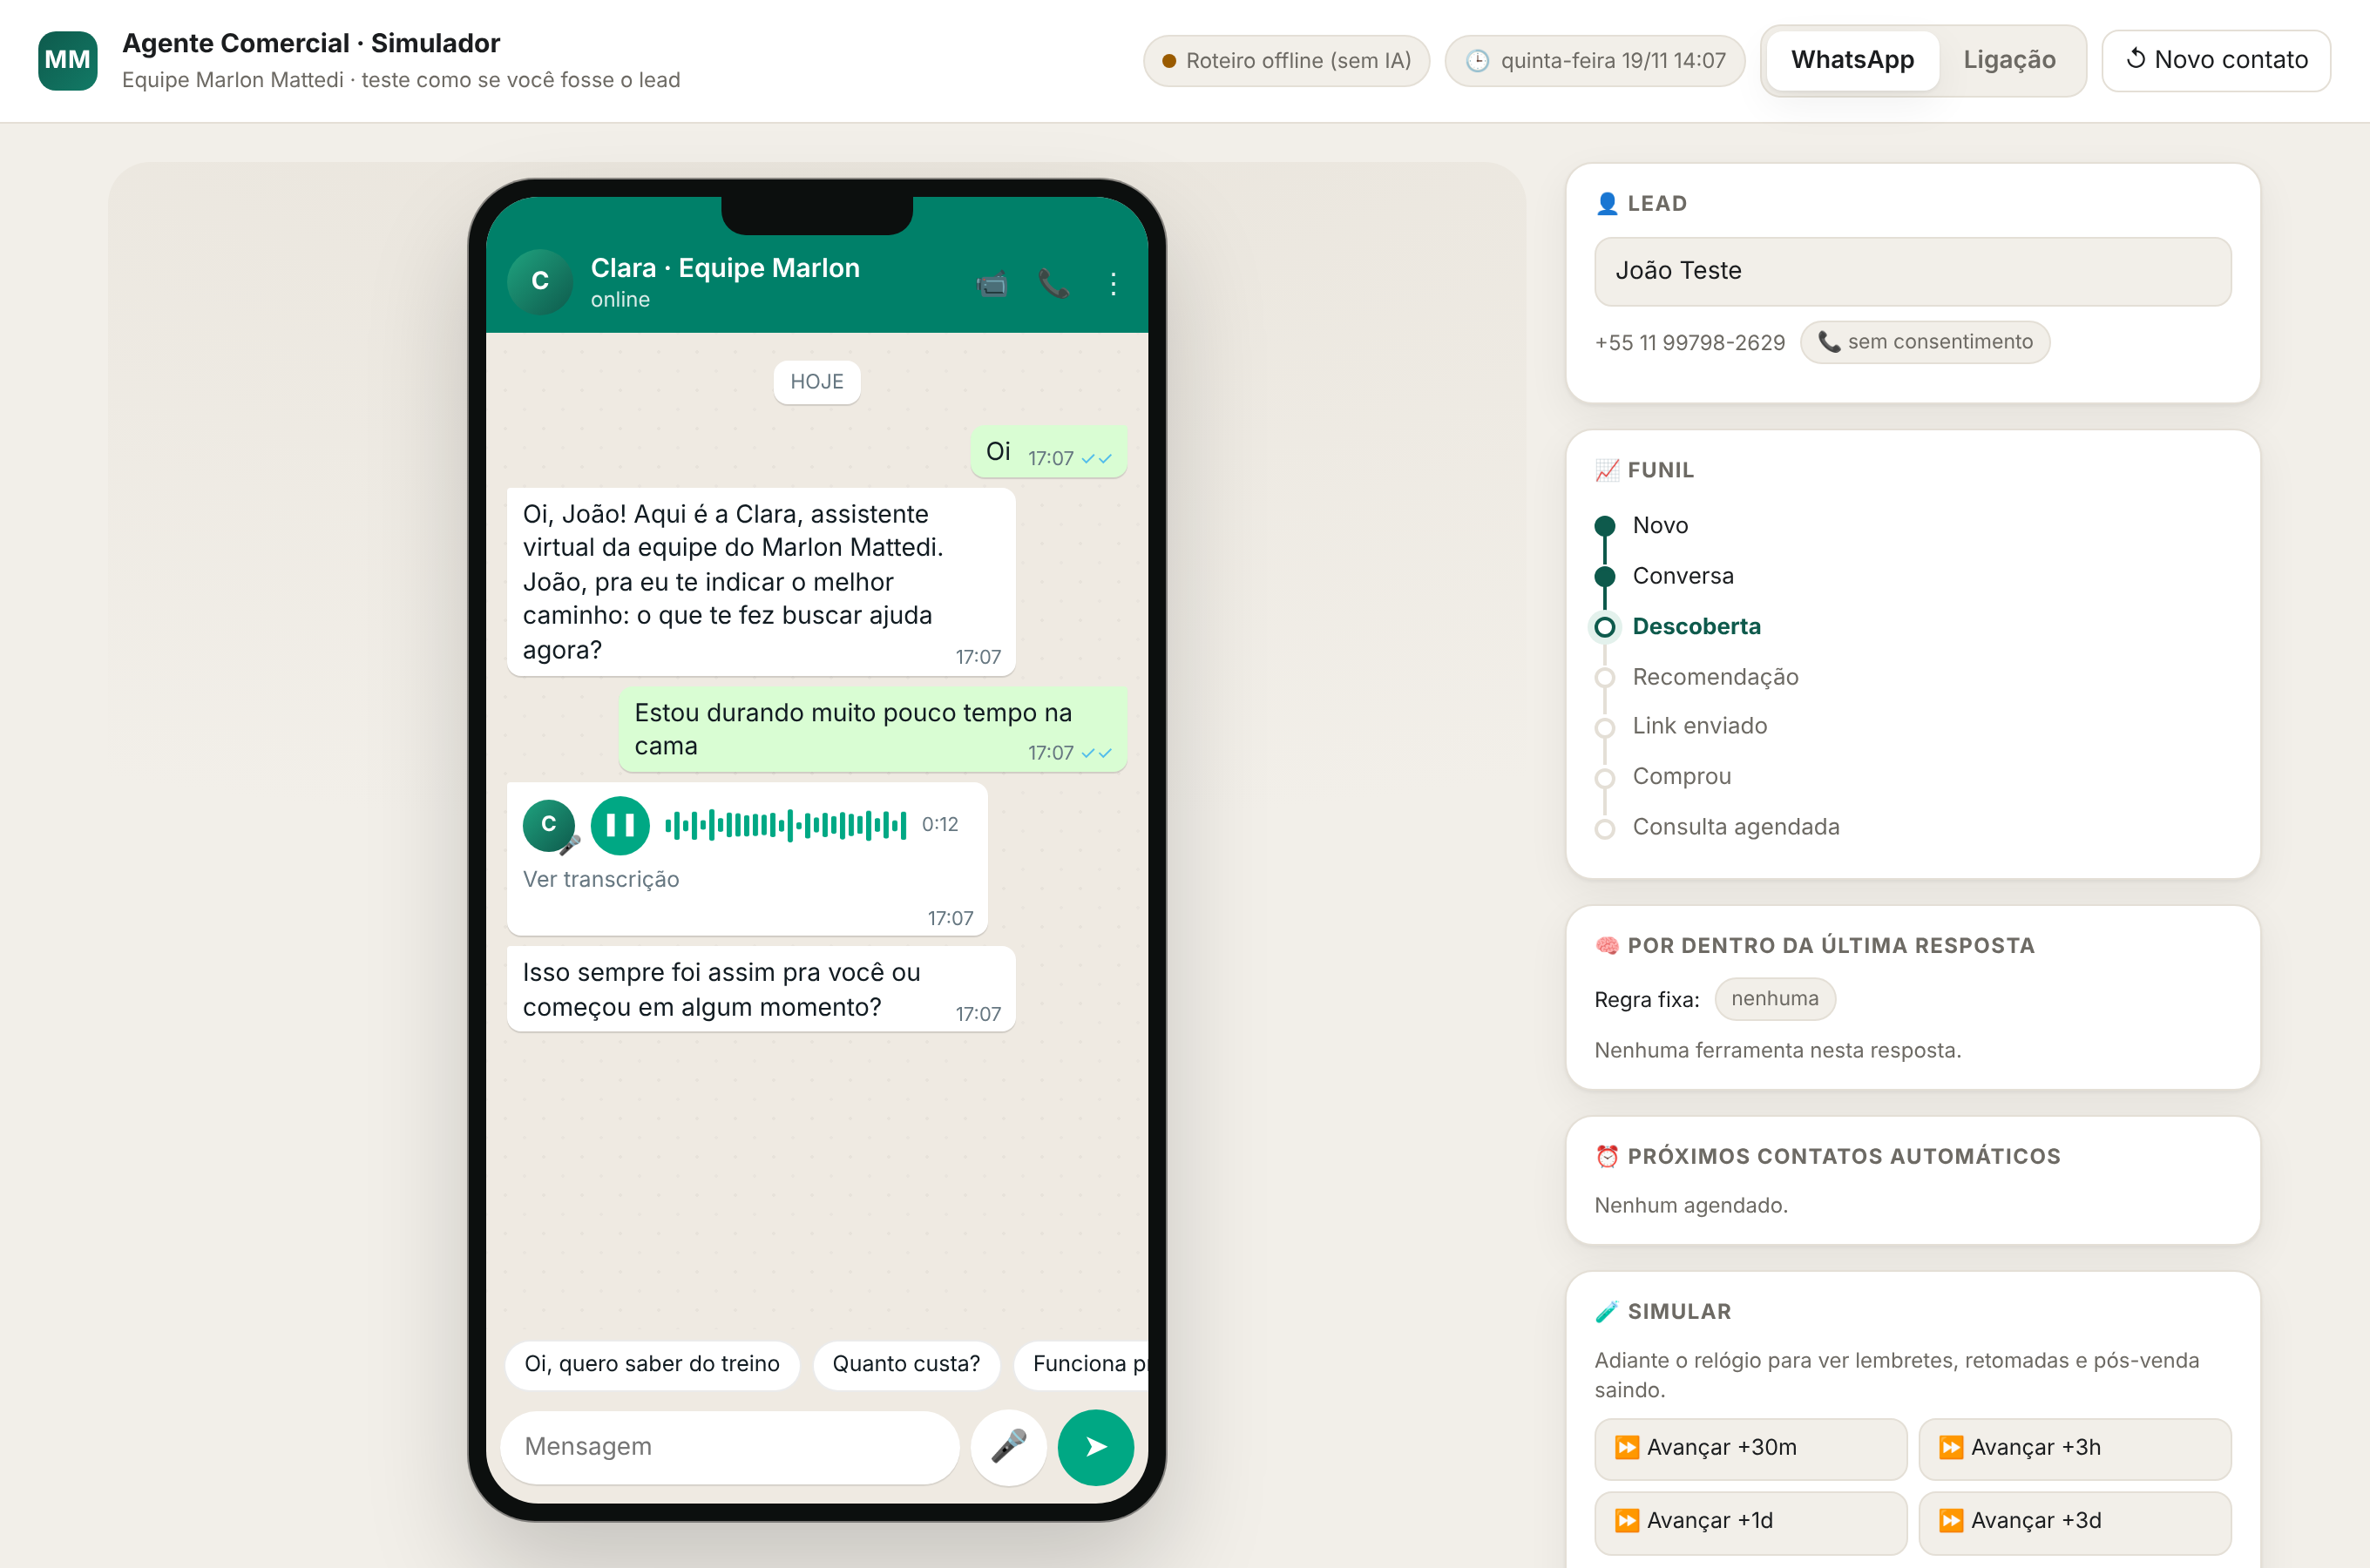 MM
Agente Comercial · Simulador
Equipe Marlon Mattedi · teste como se você fosse o lead
Roteiro offline (sem IA)
quinta-feira 19/11 14:07
WhatsApp
Ligação
Novo contato
C
Clara · Equipe Marlon
online
HOJE
Oi 17:07
Oi, João! Aqui é a Clara, assistente
virtual da equipe do Marlon Mattedi.
João, pra eu te indicar o melhor
caminho: o que te fez buscar ajuda
agora? 17:07
Estou durando muito pouco tempo na
cama 17:07
C
0:12
Ver transcrição
17:07
Isso sempre foi assim pra você ou
começou em algum momento? 17:07
Oi, quero saber do treino
Quanto custa?
Funciona
Mensagem
LEAD
João Teste
+55 11 99798-2629
sem consentimento
FUNIL
Novo
Conversa
Descoberta
Recomendação
Link enviado
Comprou
Consulta agendada
POR DENTRO DA ÚLTIMA RESPOSTA
Regra fixa: nenhuma
Nenhuma ferramenta nesta resposta.
PRÓXIMOS CONTATOS AUTOMÁTICOS
Nenhum agendado.
SIMULAR
Adiante o relógio para ver lembretes, retomadas e pós-venda
saindo.
Avançar +30m
Avançar +3h
Avançar +1d
Avançar +3d